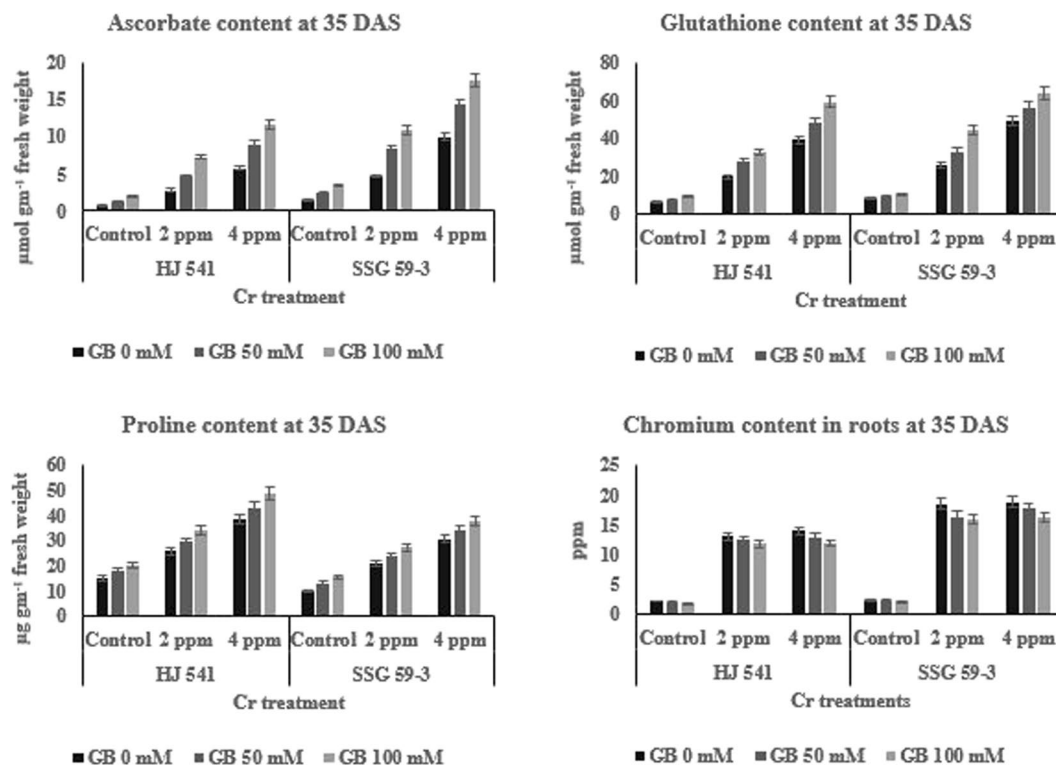 Ascorbate content at 35 DAS
µmol gm⁻¹ fresh weight
20
15
10
5
0
Control 2 ppm 4 ppm Control 2 ppm 4 ppm
HJ 541 SSG 59-3
Cr treatment
GB 0 mM GB 50 mM GB 100 mM
Glutathione content at 35 DAS
µmol gm⁻¹ fresh weight
80
60
40
20
0
Control 2 ppm 4 ppm Control 2 ppm 4 ppm
HJ 541 SSG 59-3
Cr treatment
GB 0 mM GB 50 mM GB 100 mM
Proline content at 35 DAS
µg gm⁻¹ fresh weight
60
50
40
30
20
10
0
Control 2 ppm 4 ppm Control 2 ppm 4 ppm
HJ 541 SSG 59-3
Cr treatment
GB 0 mM GB 50 mM GB 100 mM
Chromium content in roots at 35 DAS
ppm
25
20
15
10
5
0
Control 2 ppm 4 ppm Control 2 ppm 4 ppm
HJ 541 SSG 59-3
Cr treatments
GB 0 mM GB 50 mM GB 100 mM